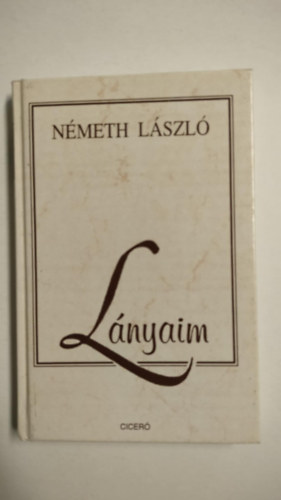 NÉMETH LÁSZLÓ
Lányaim
CICERÓ